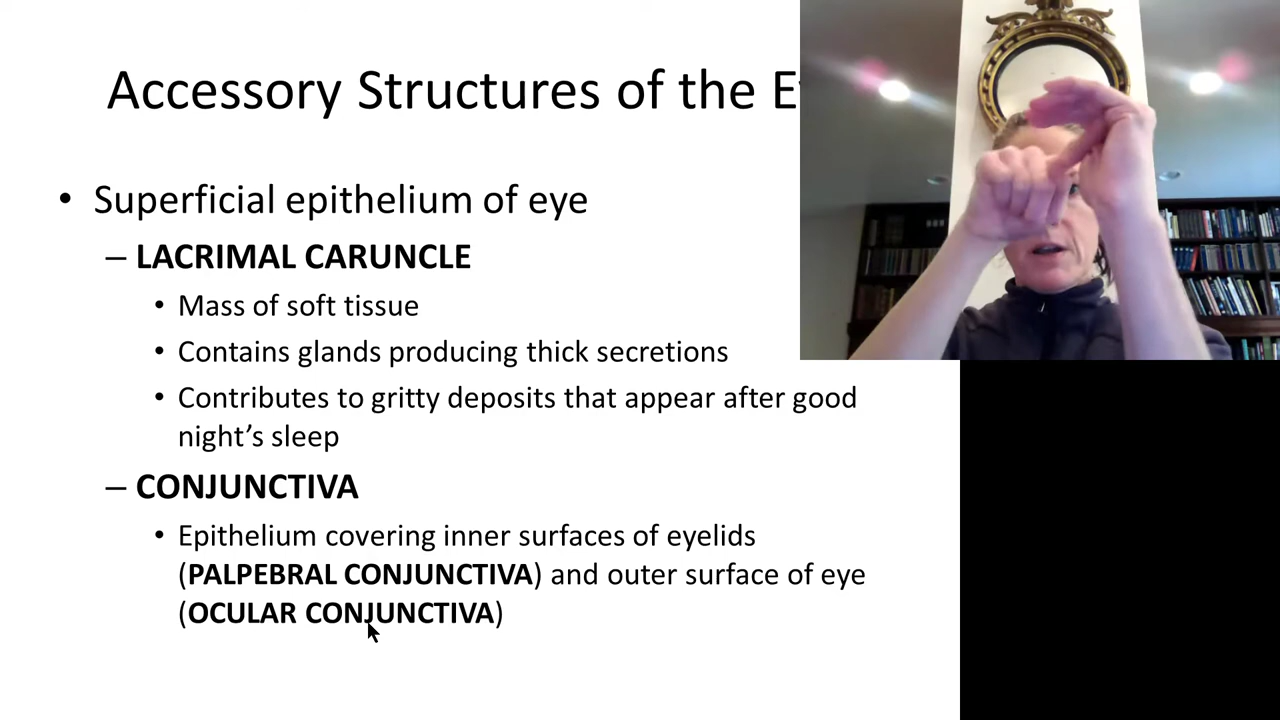 Accessory Structures of the
• Superficial epithelium of eye
– LACRIMAL CARUNCLE
• Mass of soft tissue
• Contains glands producing thick secretions
• Contributes to gritty deposits that appear after good
night’s sleep
– CONJUNCTIVA
• Epithelium covering inner surfaces of eyelids
(PALPEBRAL CONJUNCTIVA) and outer surface of eye
(OCULAR CONJUNCTIVA)